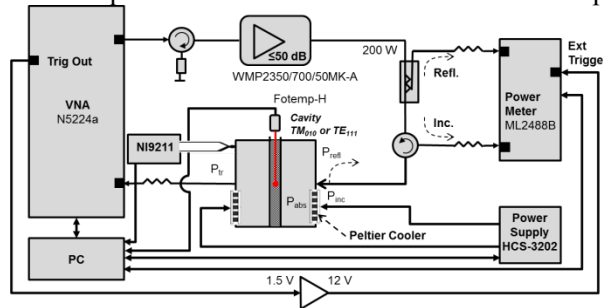 Trig Out
VNA
N5224a
≤50 dB
WMP2350/700/50MK-A
200 W
Refl.
Inc.
Ext
Trigge
Power
Meter
ML2488B
Fotemp-H
Cavity
TM010 or TE111
NI9211
Ptr
Prefl
Pinc
Pabs
Peltier Cooler
Power
Supply
HCS-3202
PC
1.5 V
12 V